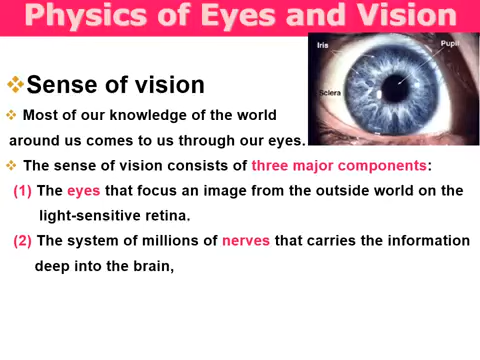 Physics of Eyes and Vision
Iris
Pupil
Sclera
❖Sense of vision
❖ Most of our knowledge of the world
around us comes to us through our eyes.
❖ The sense of vision consists of three major components:
(1) The eyes that focus an image from the outside world on the
light-sensitive retina.
(2) The system of millions of nerves that carries the information
deep into the brain,